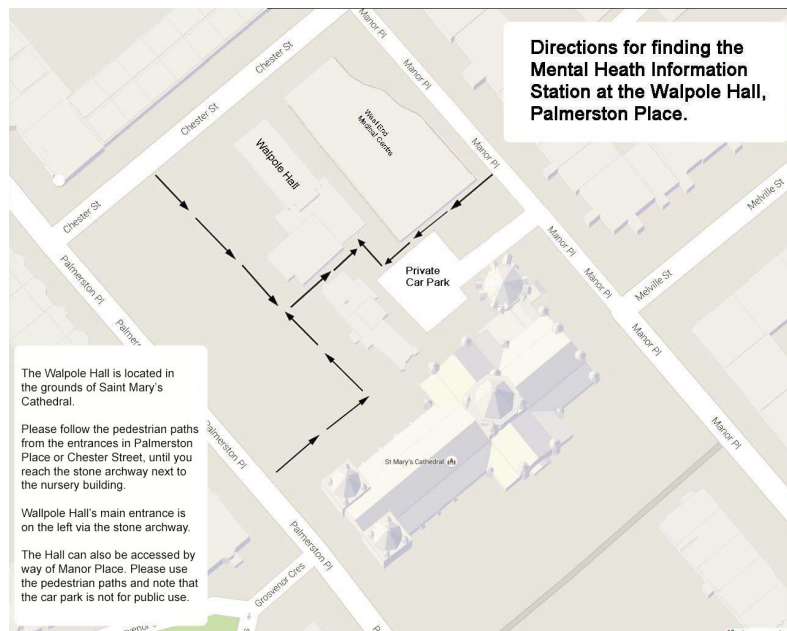 Directions for finding the
Mental Heath Information
Station at the Walpole Hall,
Palmerston Place.
Manor Pl
Chester St
Manor Pl
Chester St
West End
Medical Centre
Walpole Hall
Manor Pl
Melville St
Chester St
Manor Pl
Palmerston Pl
Private
Car Park
Manor Pl
Melville St
Manor Pl
The Walpole Hall is located in
the grounds of Saint Mary's
Cathedral.
Please follow the pedestrian paths
from the entrances in Palmerston
Place or Chester Street, until you
reach the stone archway next to
the nursery building.
Wallpole Hall's main entrance is
on the left via the stone archway.
The Hall can also be accessed by
way of Manor Place. Please use
the pedestrian paths and note that
the car park is not for public use.
Palmerston Pl
Manor Pl
St Mary's Cathedral
Palmerston Pl
Grosvenor Cres